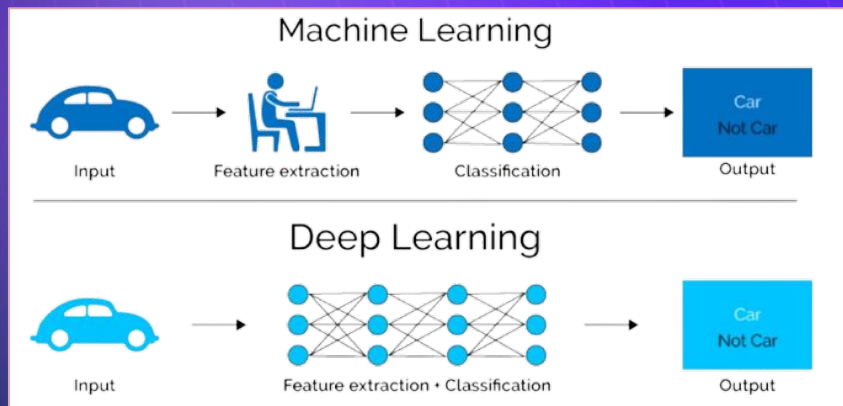 Machine Learning
Car
Not Car
Input
Feature extraction
Classification
Output
Deep Learning
Car
Not Car
Input
Feature extraction + Classification
Output